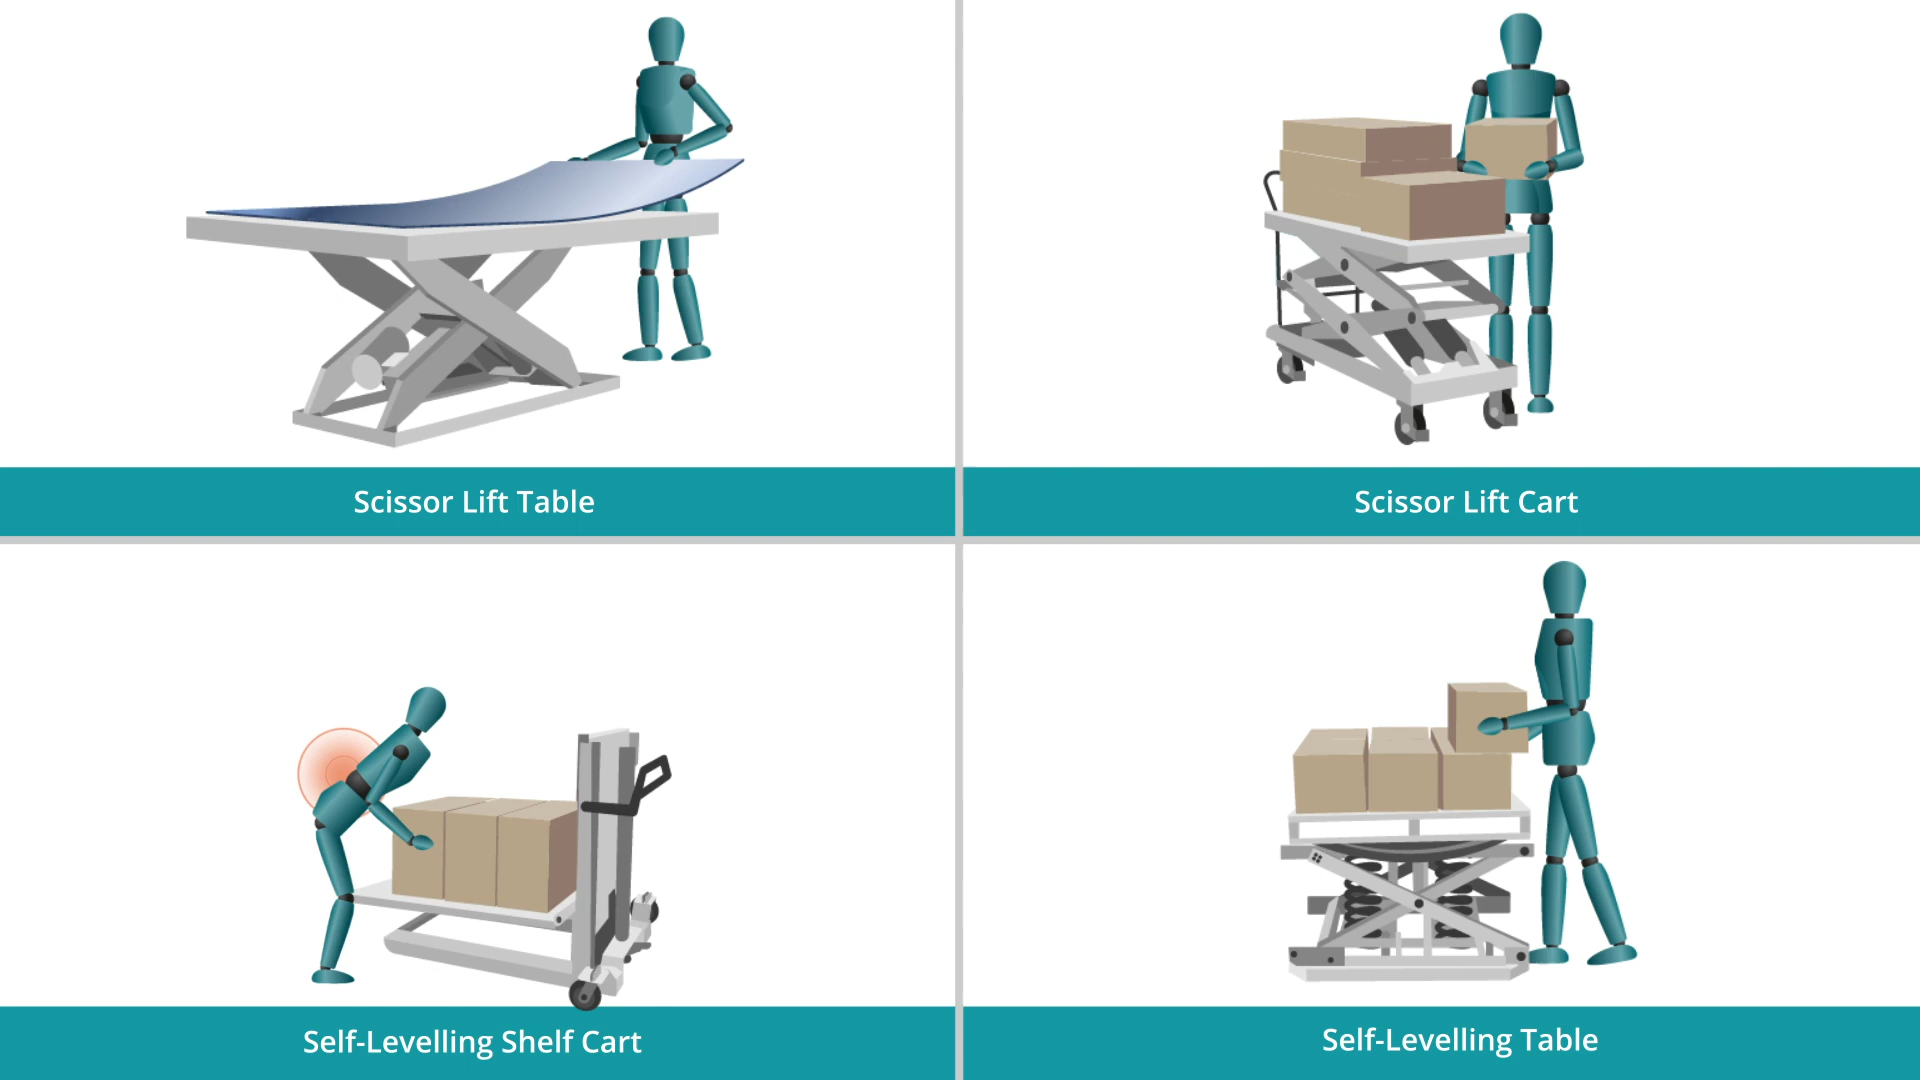 Scissor Lift Table
Scissor Lift Cart
Self-Levelling Shelf Cart
Self-Levelling Table